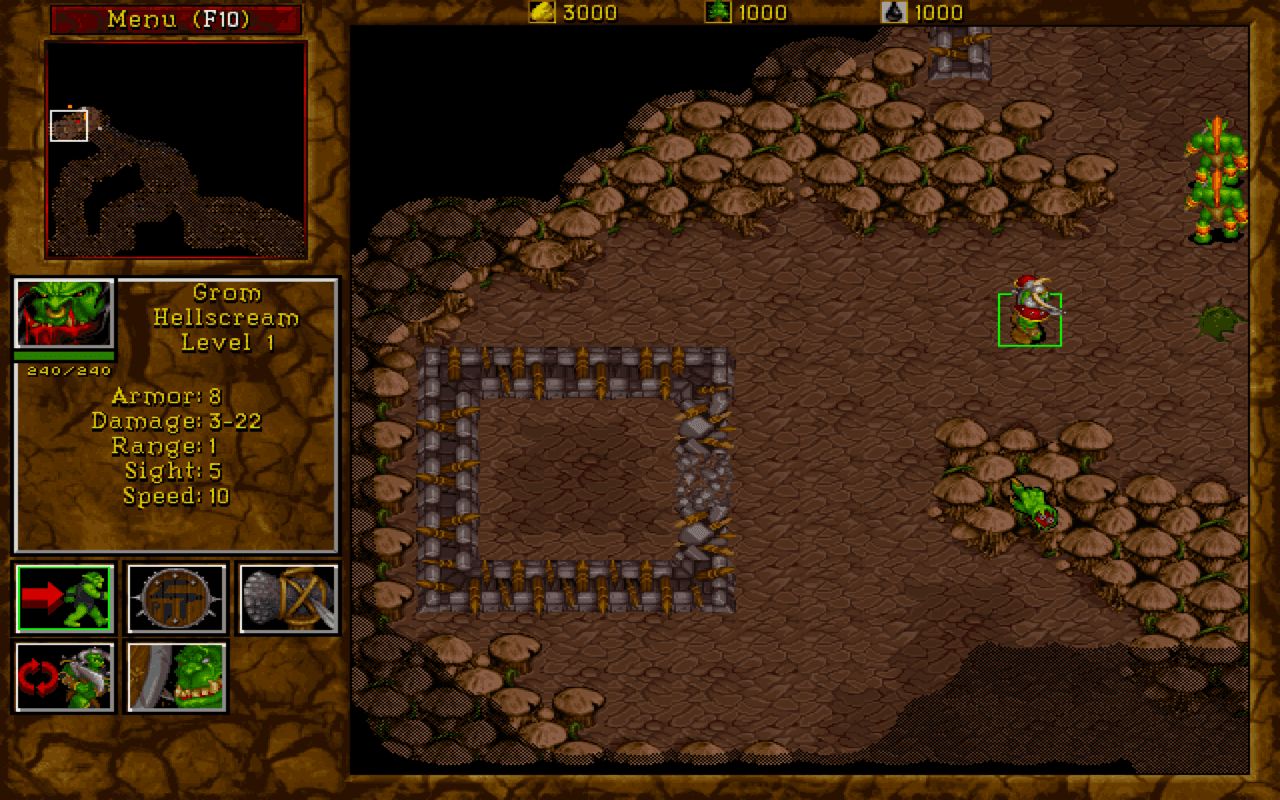 Menu (F10)
3000
1000
1000
Grom
Hellscream
Level 1
240/240
Armor: 8
Damage: 3-22
Range: 1
Sight: 5
Speed: 10